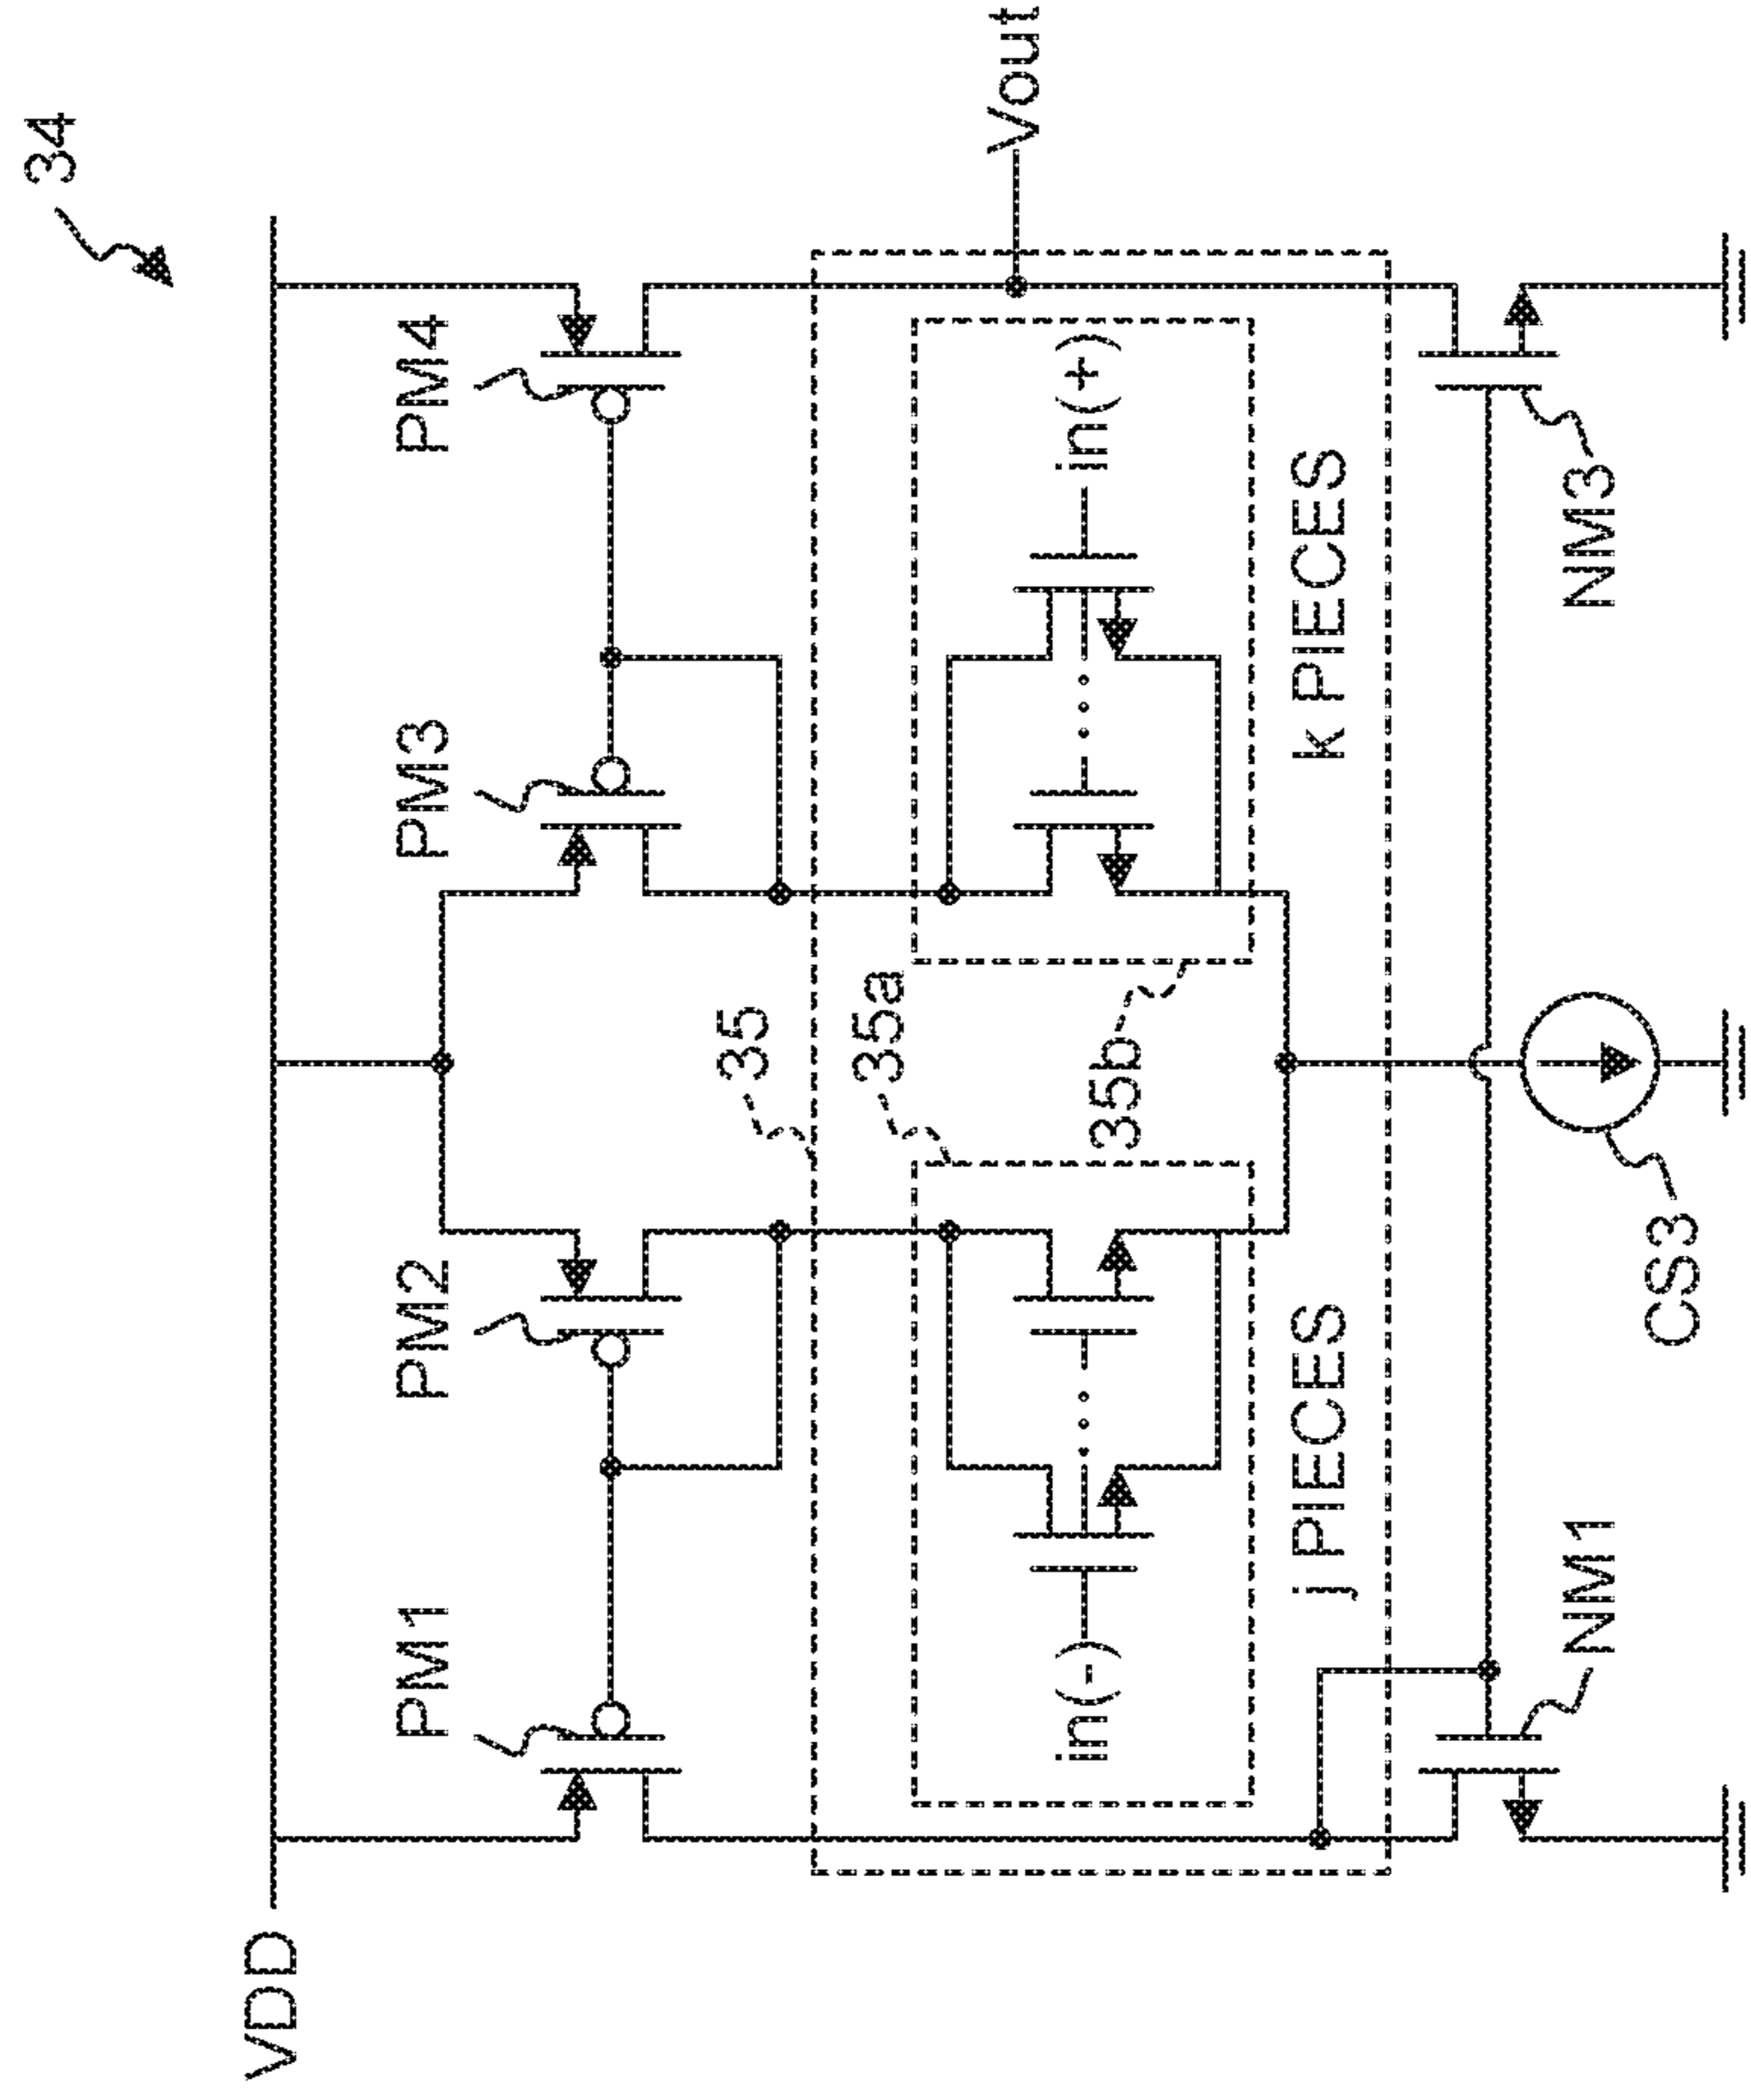 34
VDD
PM1
PM2
PM3
PM4
35
35a
35b
Vout
in(-)
in(+)
j PIECES
k PIECES
NM1
NM3
CS3